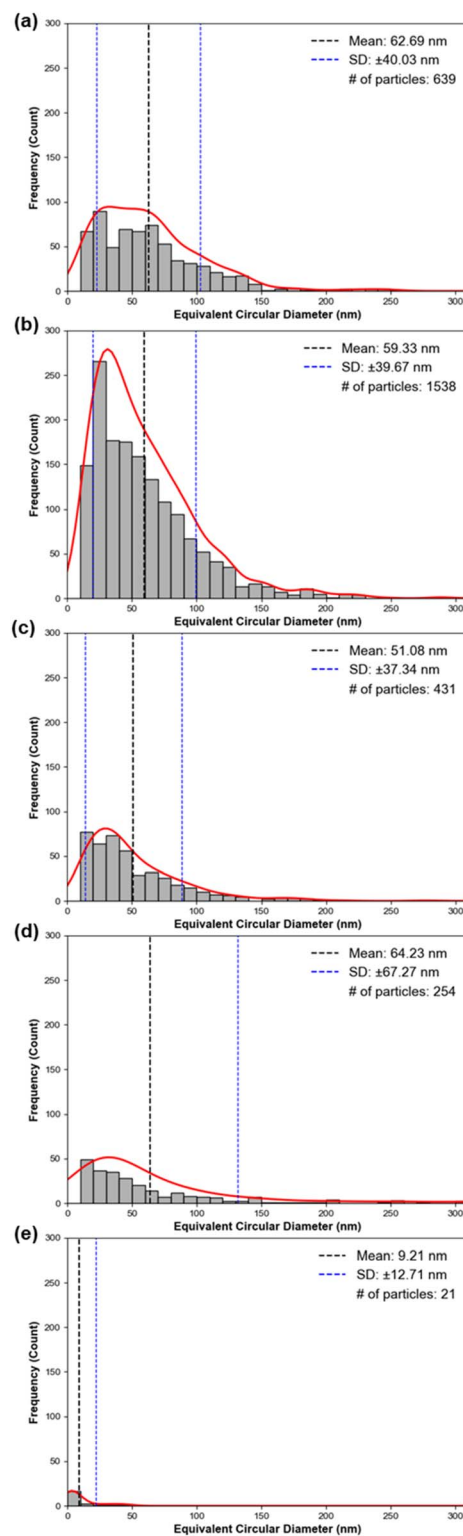 (a)
300
250
200
150
100
50
0
Frequency (Count)
Mean: 62.69 nm
SD: ±40.03 nm
# of particles: 639
0 50 100 150 200 250 300
Equivalent Circular Diameter (nm)
(b)
300
250
200
150
100
50
0
Frequency (Count)
Mean: 59.33 nm
SD: ±39.67 nm
# of particles: 1538
0 50 100 150 200 250 300
Equivalent Circular Diameter (nm)
(c)
300
250
200
150
100
50
0
Frequency (Count)
Mean: 51.08 nm
SD: ±37.34 nm
# of particles: 431
0 50 100 150 200 250 300
Equivalent Circular Diameter (nm)
(d)
300
250
200
150
100
50
0
Frequency (Count)
Mean: 64.23 nm
SD: ±67.27 nm
# of particles: 254
0 50 100 150 200 250 300
Equivalent Circular Diameter (nm)
(e)
300
250
200
150
100
50
0
Frequency (Count)
Mean: 9.21 nm
SD: ±12.71 nm
# of particles: 21
0 50 100 150 200 250 300
Equivalent Circular Diameter (nm)